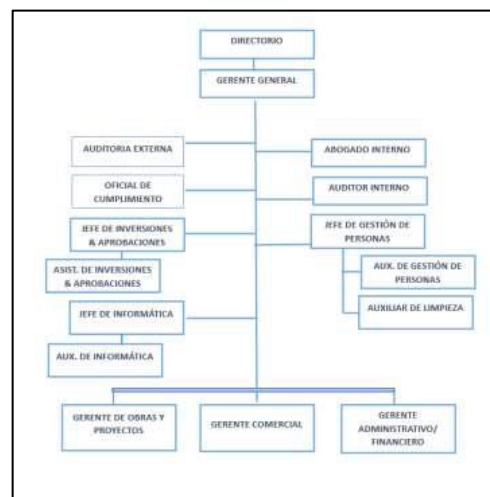 DIRECTORIO
GERENTE GENERAL
AUDITORIA EXTERNA
ABOGADO INTERNO
OFICIAL DE
CUMPLIMIENTO
AUDITOR INTERNO
JEFE DE INVERSIONES
& APROBACIONES
JEFE DE GESTIÓN DE
PERSONAS
ASIST. DE INVERSIONES
& APROBACIONES
AUX. DE GESTIÓN DE
PERSONAS
JEFE DE INFORMÁTICA
AUXILIAR DE LIMPIEZA
AUX. DE INFORMÁTICA
GERENTE DE OBRAS Y
PROYECTOS
GERENTE COMERCIAL
GERENTE
ADMINISTRATIVO/
FINANCIERO